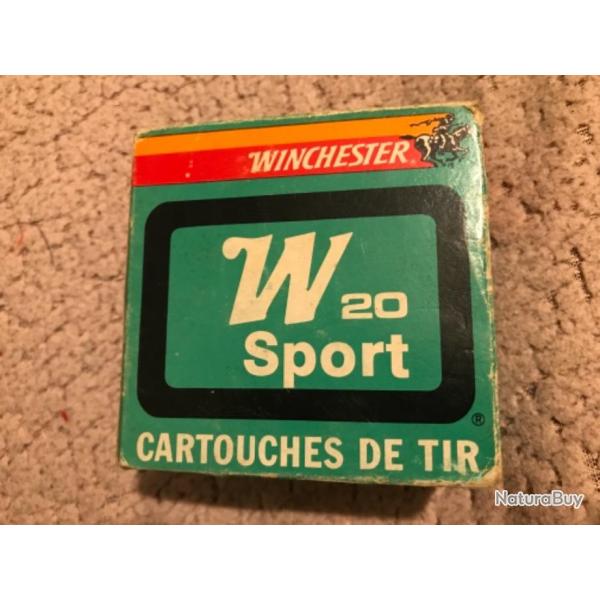 WINCHESTER
W 20
Sport
®
CARTOUCHES DE TIR
NaturaBuy